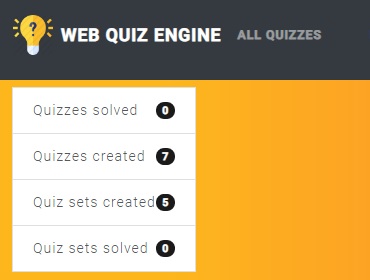 WEB QUIZ ENGINE ALL QUIZZES
Quizzes solved 0
Quizzes created 7
Quiz sets created 5
Quiz sets solved 0